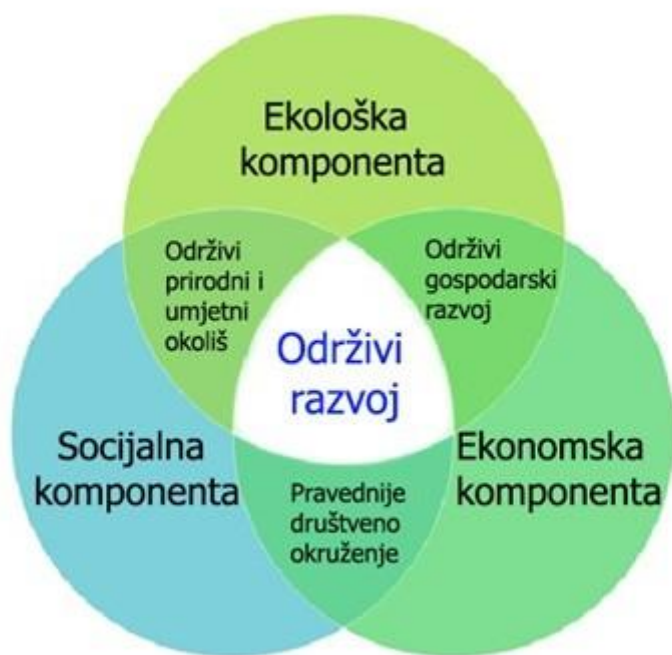 Ekološka
komponenta
Održivi
prirodni i
umjetni
okoliš
Održivi
gospodarski
razvoj
Održivi
razvoj
Socijalna
komponenta
Ekonomska
komponenta
Pravednije
društveno
okruženje